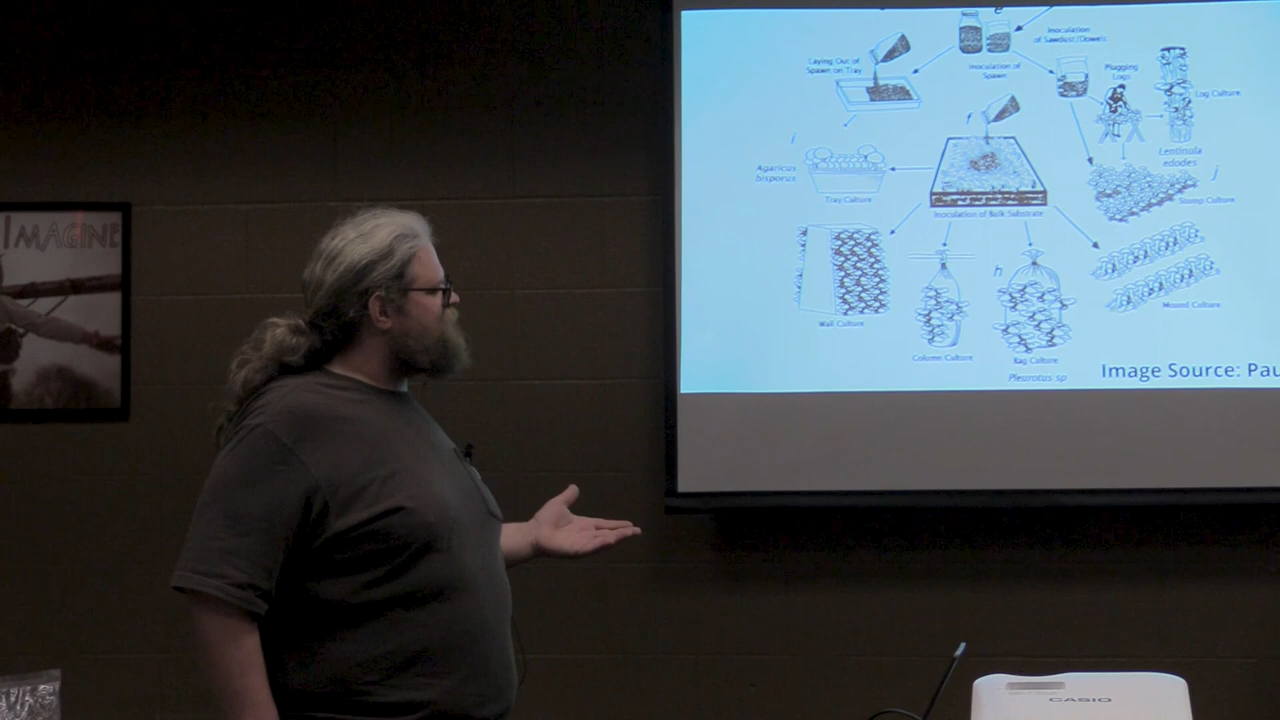 IMAGINE
e
Inoculation
of Sawdust/Dowels
Laying Out of
Spawn on Tray
Inoculation of
Spawn
Plugging
Logs
Log Culture
f
i
Agaricus
bisporus
Tray Culture
Lentinula
edodes
j
Stump Culture
Inoculation of Bulk Substrate
h
Wall Culture
Mound Culture
Column Culture
Bag Culture
Pleurotus sp
Image Source: Pau
CASIO